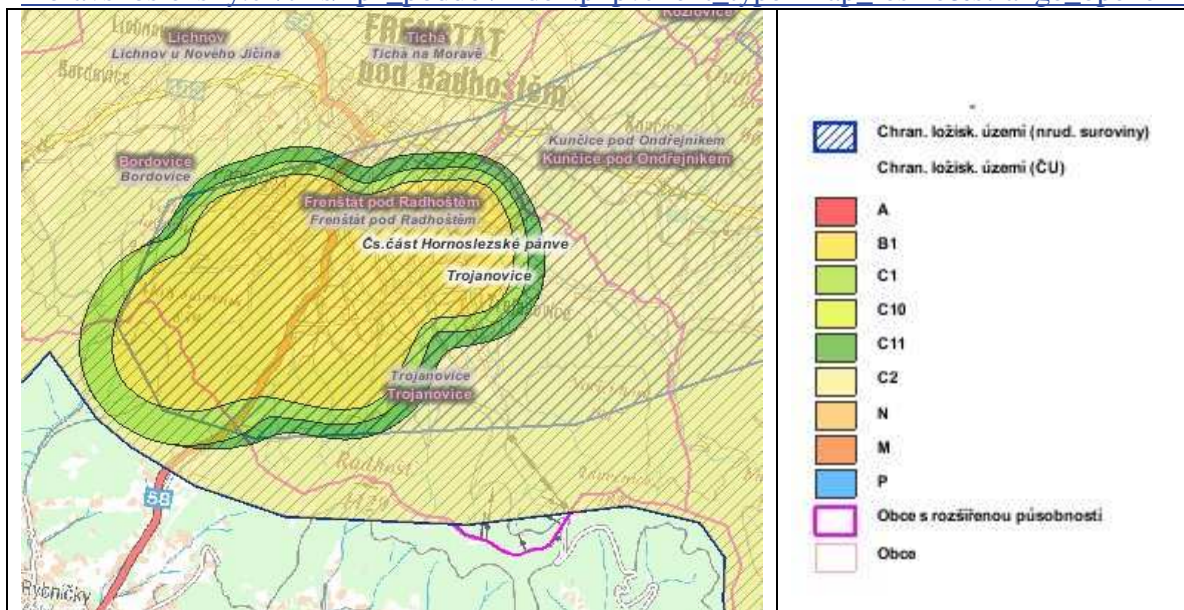 Lichnov
Lichnov u Nového Jičína
FRENŠTÁT
pod Radhoštěm
Tichá
Tichá na Moravě
Bordovice
Kunčice pod Ondřejníkem
Kunčice pod Ondřejníkem
Bordovice
Bordovice
Frenštát pod Radhoštěm
Frenštát pod Radhoštěm
Čs.část Hornoslezské pánve
Trojanovice
Trojanovice
Trojanovice
Radhošť
1129
58
Rybníčky
Chran. ložisk. území (nrud. suroviny)
Chran. ložisk. území (ČU)
A
B1
C1
C10
C11
C2
N
M
P
Obce s rozšířenou působností
Obce